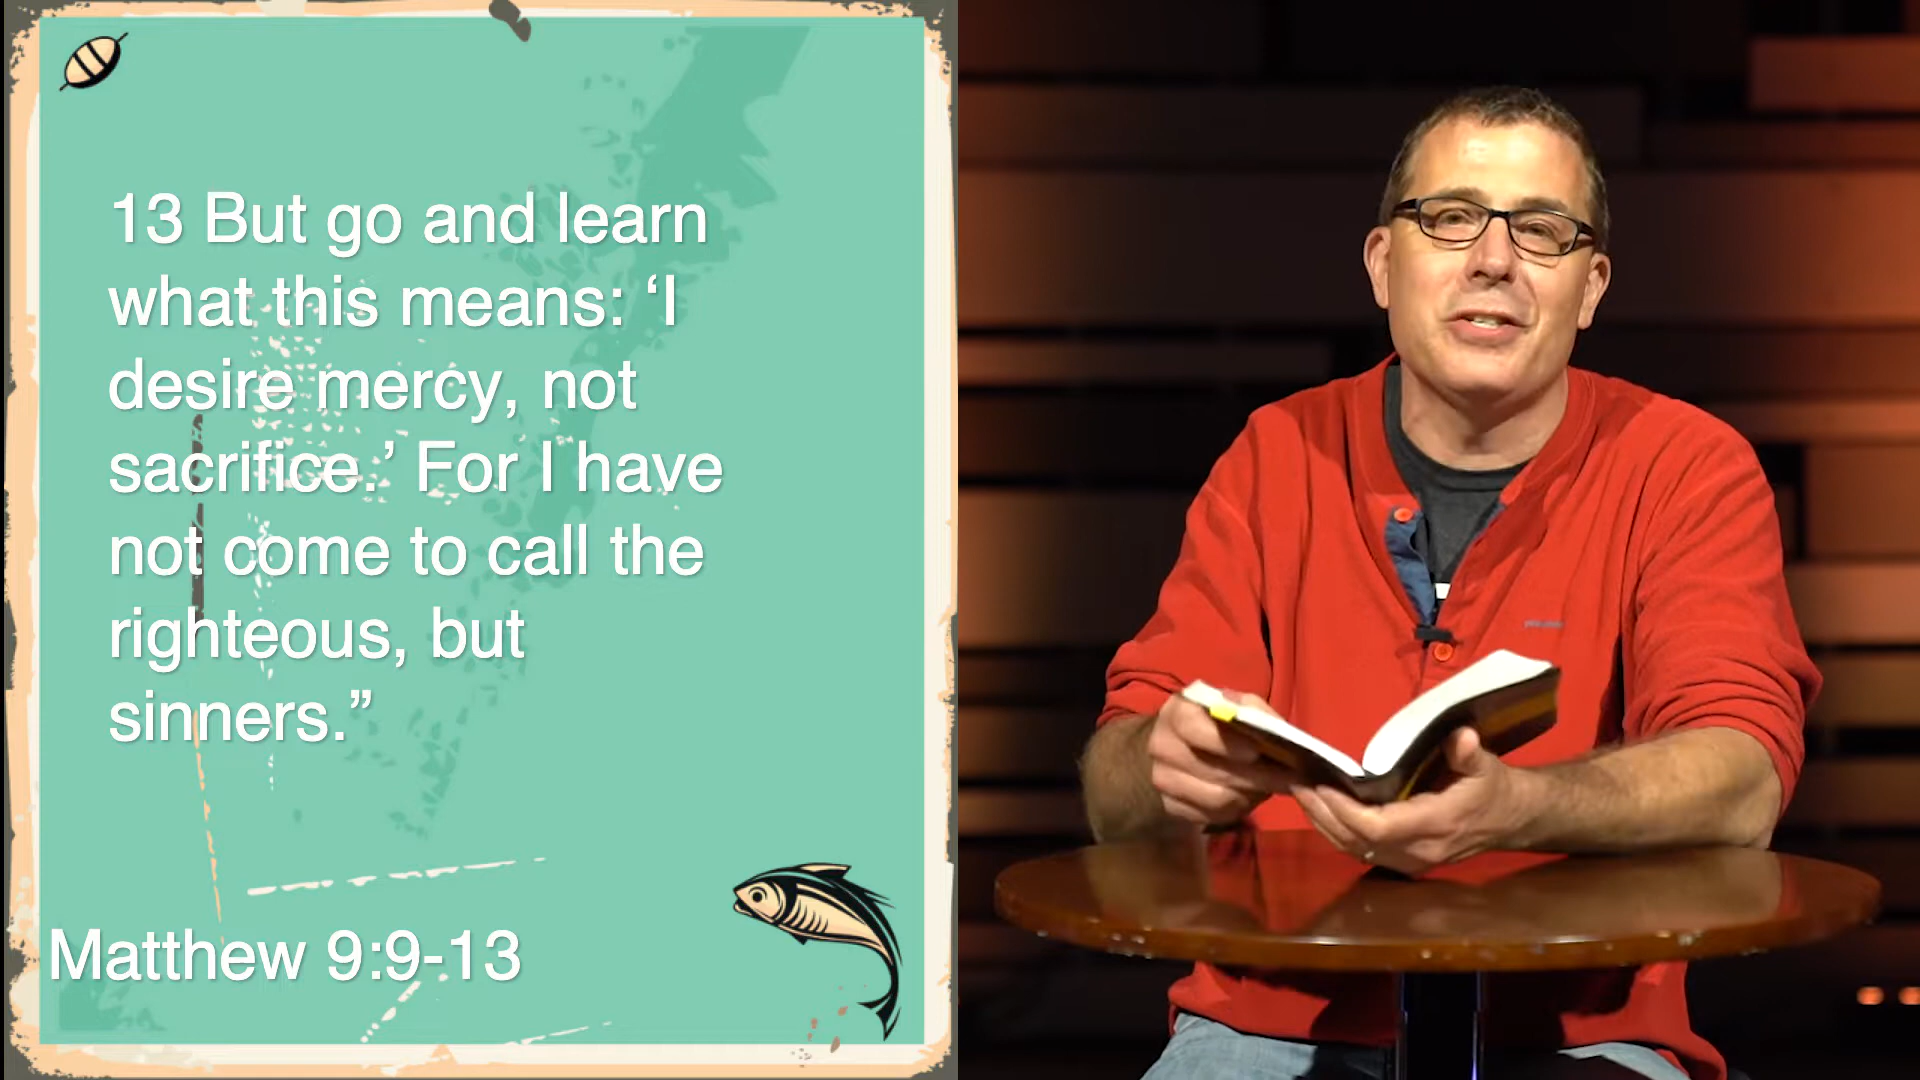 13 But go and learn
what this means: ‘I
desire mercy, not
sacrifice.’ For I have
not come to call the
righteous, but
sinners.”
Matthew 9:9-13